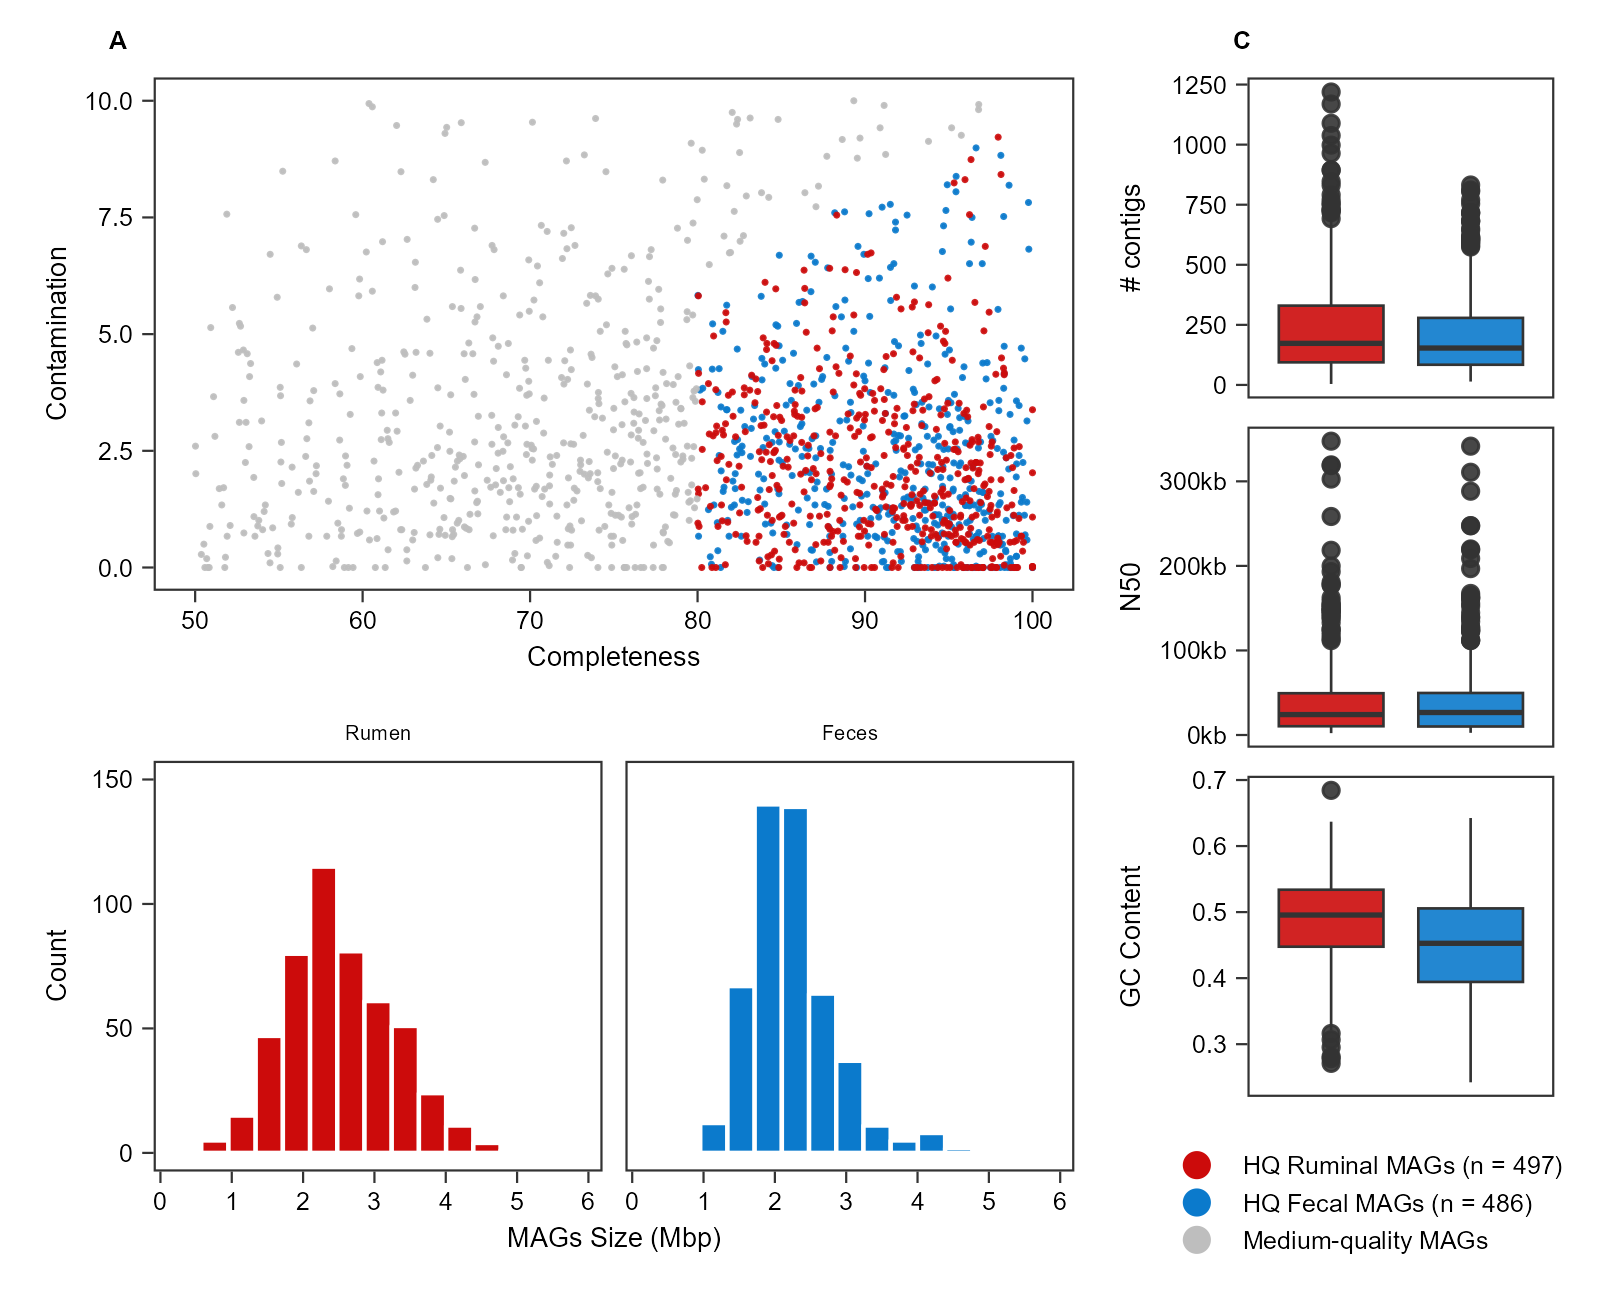 A
C
10.0
7.5
5.0
2.5
0.0
Contamination
50 60 70 80 90 100
Completeness
1250
1000
750
500
250
0
# contigs
300kb
200kb
100kb
0kb
N50
0.7
0.6
0.5
0.4
0.3
GC Content
Rumen
Feces
150
100
50
0
Count
0 1 2 3 4 5 6
0 1 2 3 4 5 6
MAGs Size (Mbp)
HQ Ruminal MAGs (n = 497)
HQ Fecal MAGs (n = 486)
Medium-quality MAGs